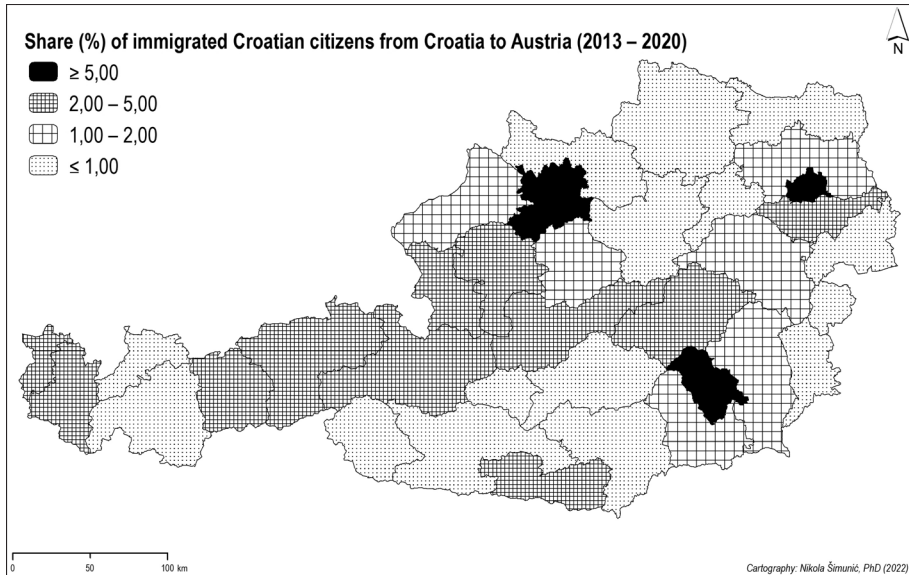 Share (%) of immigrated Croatian citizens from Croatia to Austria (2013 – 2020)
≥ 5,00
2,00 – 5,00
1,00 – 2,00
≤ 1,00
N
0 50 100 km
Cartography: Nikola Šimunić, PhD (2022)